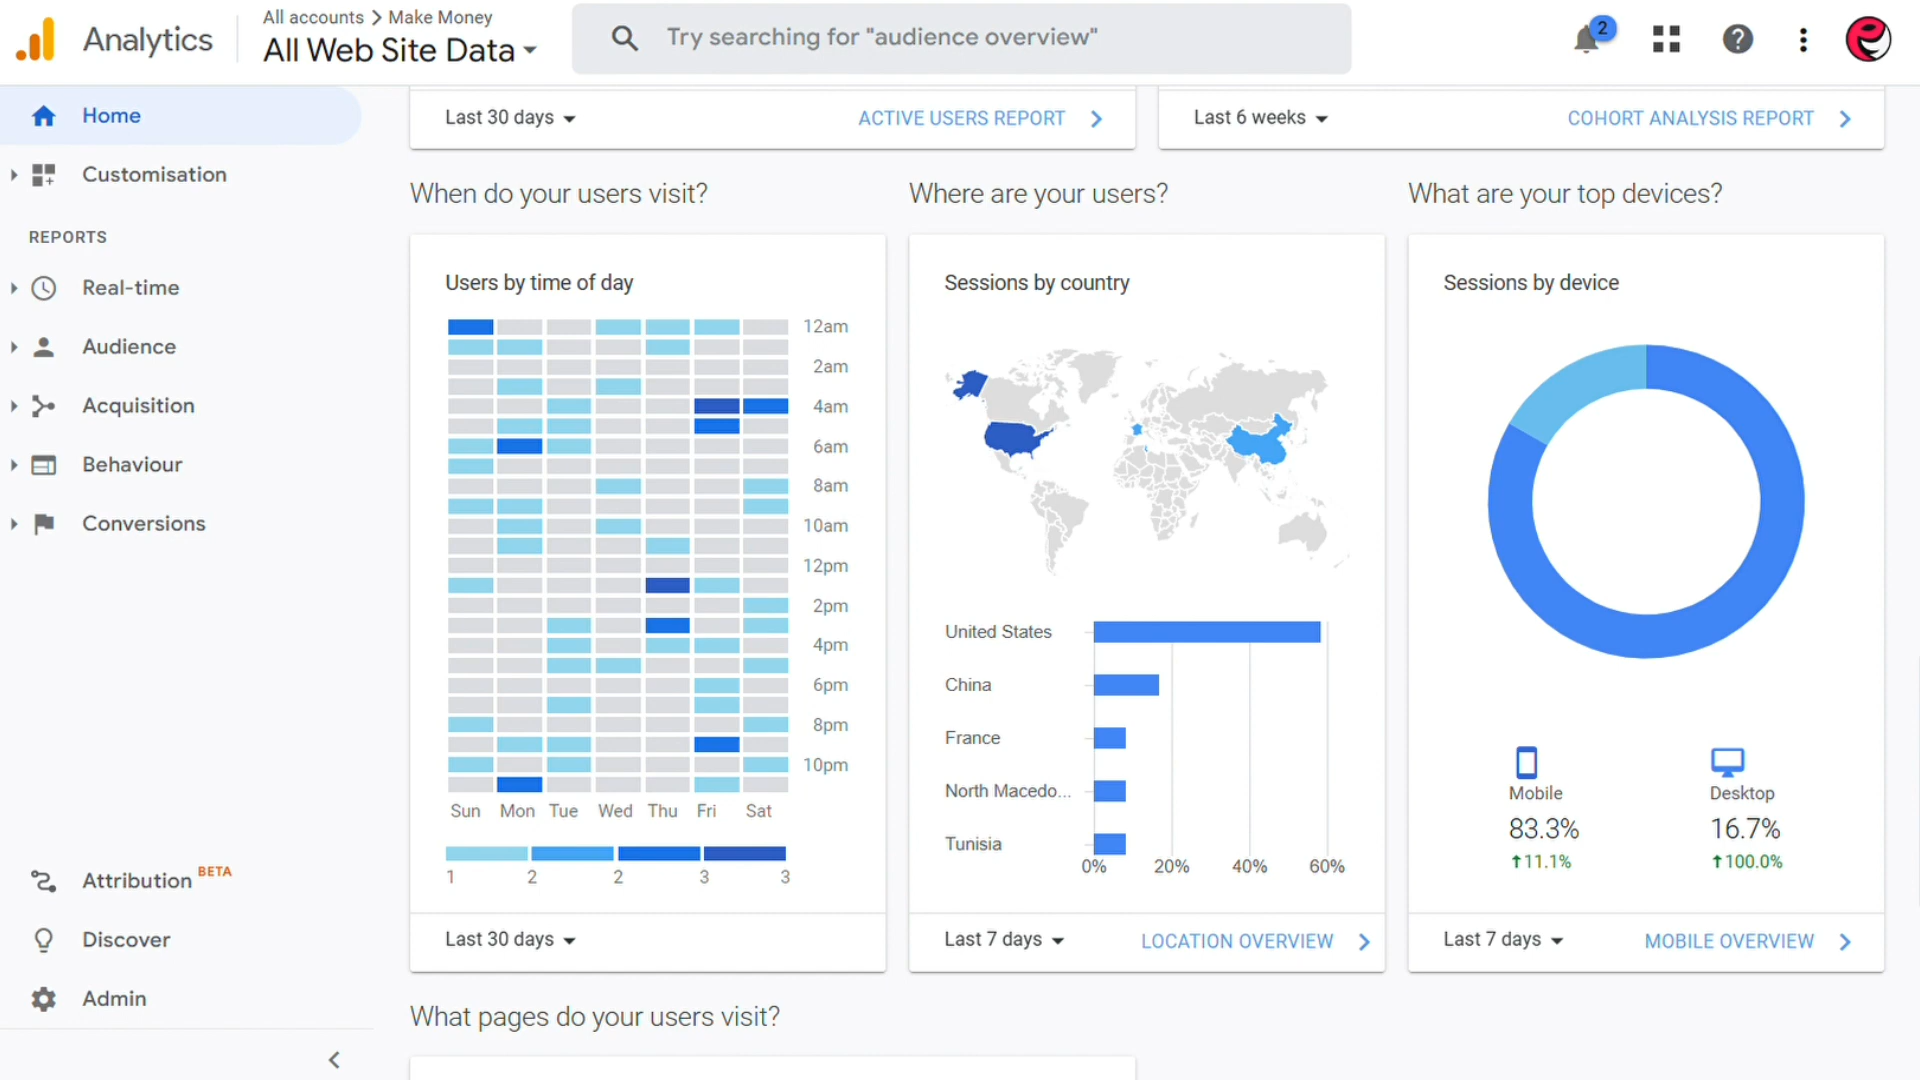 Analytics
All accounts > Make Money
All Web Site Data
Try searching for "audience overview"
2
Home
Customisation
REPORTS
Real-time
Audience
Acquisition
Behaviour
Conversions
Attribution BETA
Discover
Admin
Last 30 days
ACTIVE USERS REPORT
Last 6 weeks
COHORT ANALYSIS REPORT
When do your users visit?
Users by time of day
12am
2am
4am
6am
8am
10am
12pm
2pm
4pm
6pm
8pm
10pm
Sun Mon Tue Wed Thu Fri Sat
1 2 2 3 3
Last 30 days
Where are your users?
Sessions by country
United States
China
France
North Macedo...
Tunisia
0% 20% 40% 60%
Last 7 days
LOCATION OVERVIEW
What are your top devices?
Sessions by device
Mobile
83.3%
11.1%
Desktop
16.7%
100.0%
Last 7 days
MOBILE OVERVIEW
What pages do your users visit?